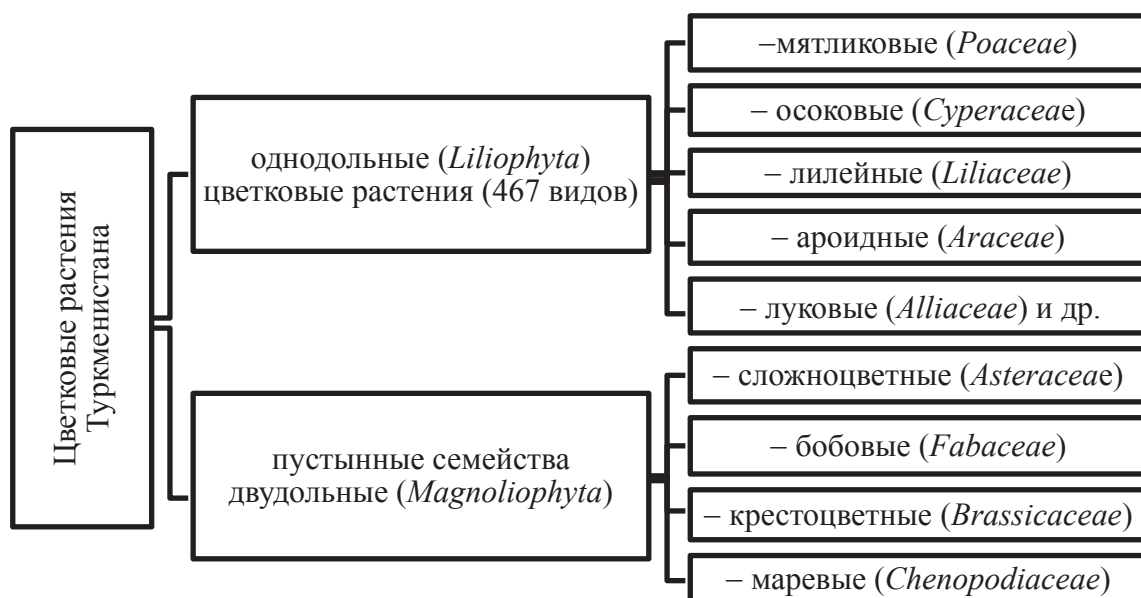 Цветковые растения
Туркменистана
однодольные (Liliophyta)
цветковые растения (467 видов)
–мятликовые (Poaceae)
– осоковые (Cyperaceae)
– лилейные (Liliaceae)
– ароидные (Araceae)
– луковые (Alliaceae) и др.
пустынные семейства
двудольные (Magnoliophyta)
– сложноцветные (Asteraceae)
– бобовые (Fabaceae)
– крестоцветные (Brassicaceae)
– маревые (Chenopodiaceae)